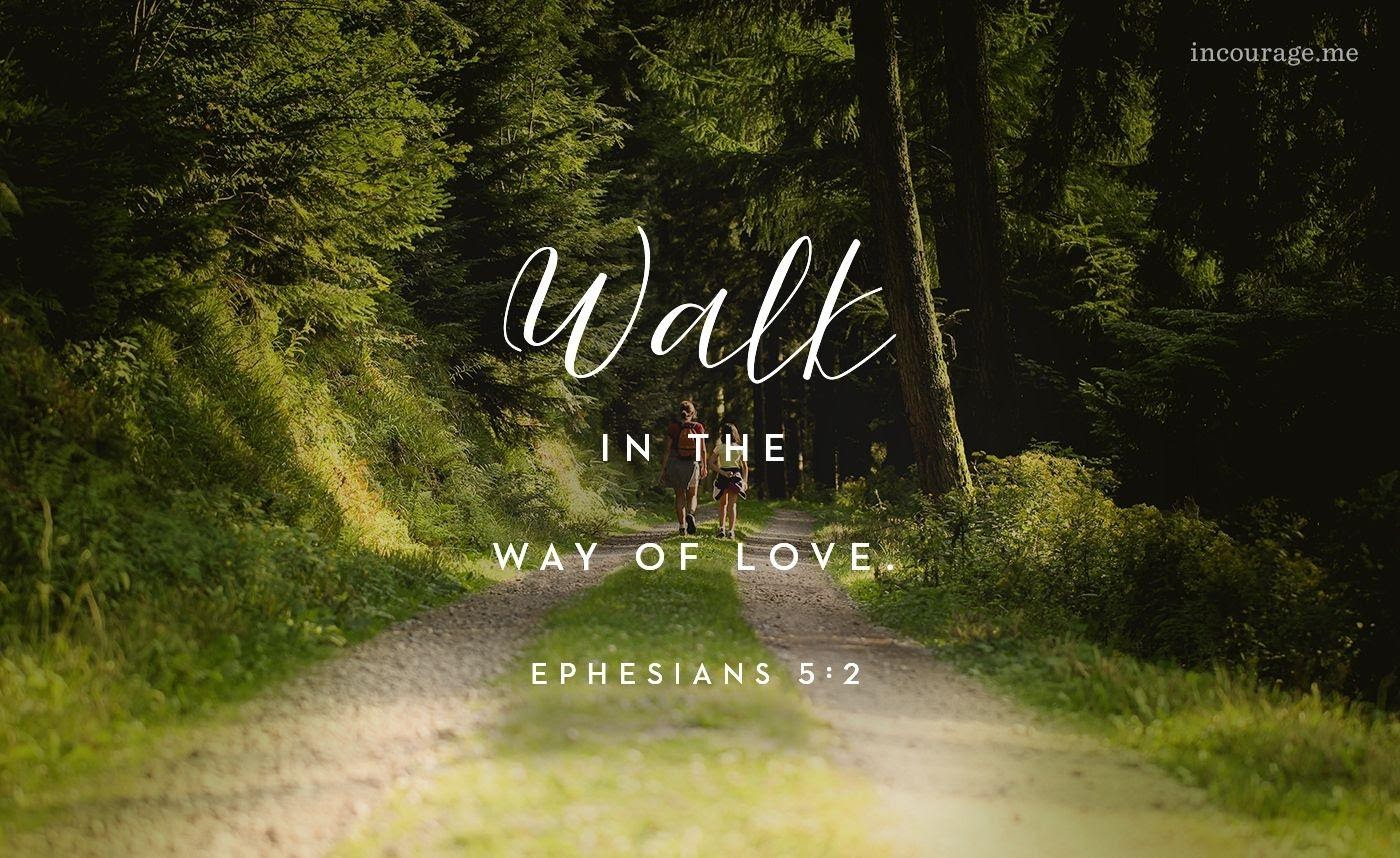 incourage.me
Walk
IN THE
WAY OF LOVE.
EPHESIANS 5:2